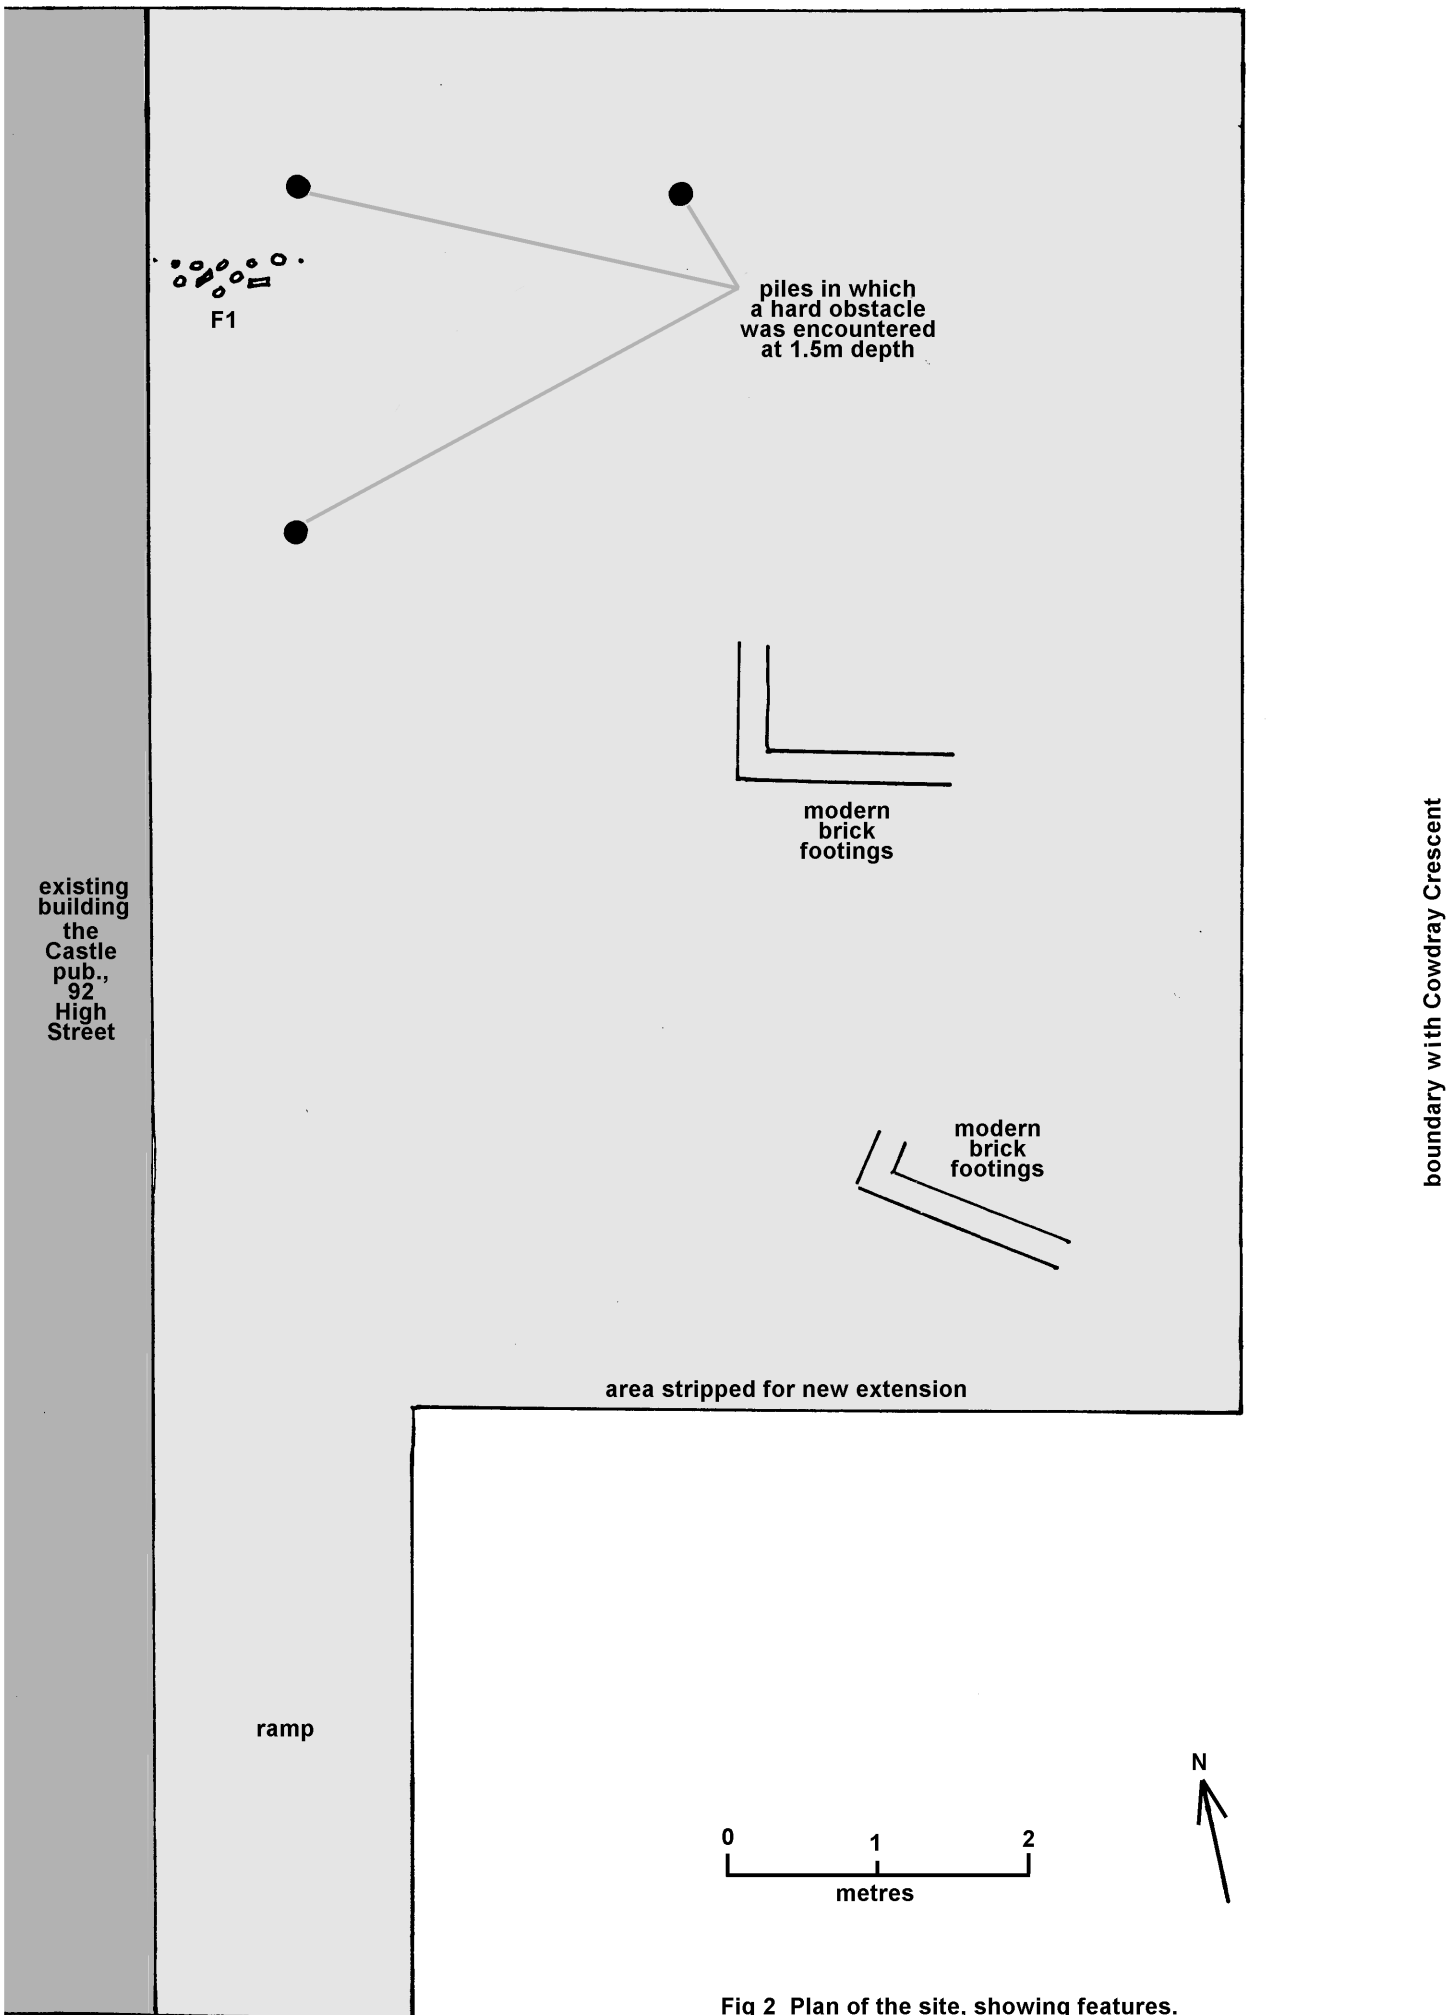 piles in which
a hard obstacle
was encountered
at 1.5m depth
F1
modern
brick
footings
existing
building
the
Castle
pub.,
92
High
Street
boundary with Cowdray Crescent
modern
brick
footings
area stripped for new extension
ramp
N
0 1 2
metres
Fig 2 Plan of the site, showing features.